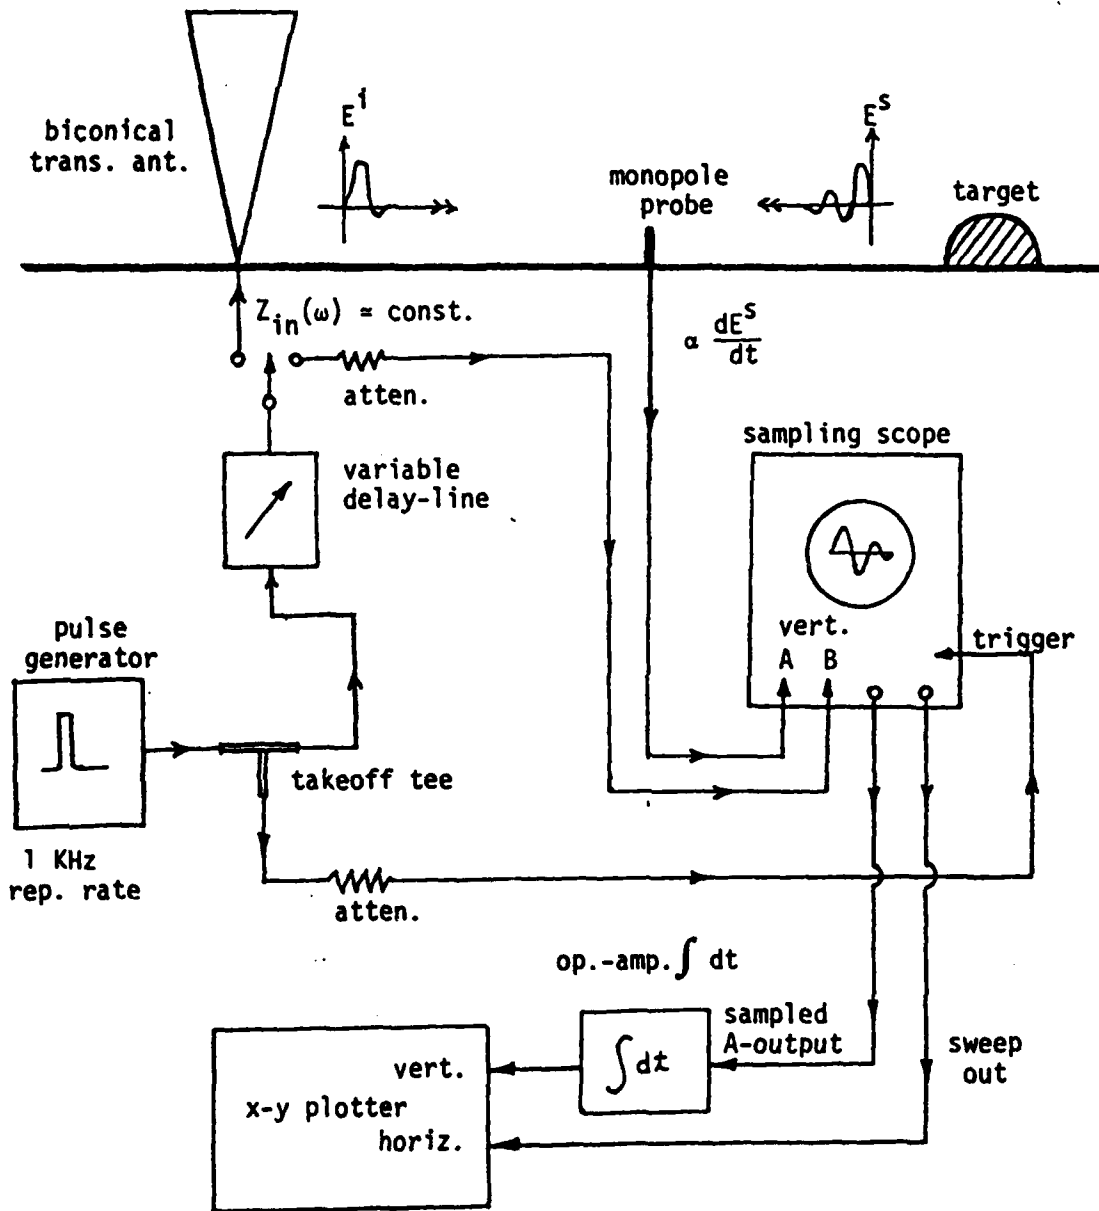 biconical
trans. ant.
E^i
monopole
probe
E^s
target
Z_in(ω) ≃ const.
α dE^s/dt
atten.
sampling scope
variable
delay-line
vert.
A B
trigger
pulse
generator
takeoff tee
1 KHz
rep. rate
atten.
op.-amp. ∫ dt
sampled
A-output
∫dt
sweep
out
vert.
x-y plotter
horiz.